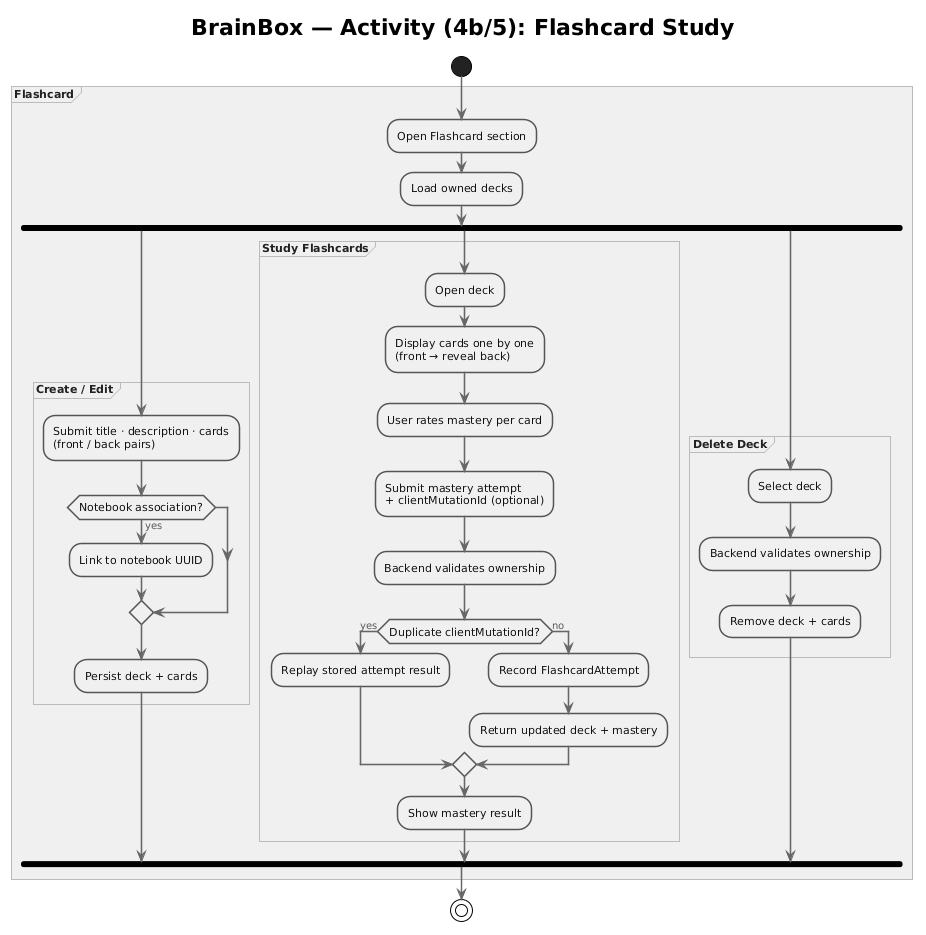 BrainBox — Activity (4b/5): Flashcard Study
Flashcard
Open Flashcard section
Load owned decks
Create / Edit
Submit title · description · cards
(front / back pairs)
Notebook association?
yes
Link to notebook UUID
Persist deck + cards
Study Flashcards
Open deck
Display cards one by one
(front → reveal back)
User rates mastery per card
Submit mastery attempt
+ clientMutationId (optional)
Backend validates ownership
Duplicate clientMutationId?
yes
no
Replay stored attempt result
Record FlashcardAttempt
Return updated deck + mastery
Show mastery result
Delete Deck
Select deck
Backend validates ownership
Remove deck + cards